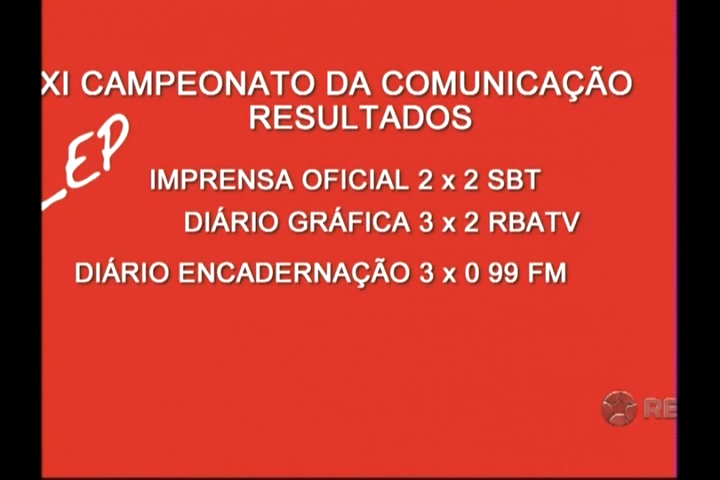 XI CAMPEONATO DA COMUNICAÇÃO
RESULTADOS
EP
IMPRENSA OFICIAL 2 x 2 SBT
DIÁRIO GRÁFICA 3 x 2 RBATV
DIÁRIO ENCADERNAÇÃO 3 x 0 99 FM